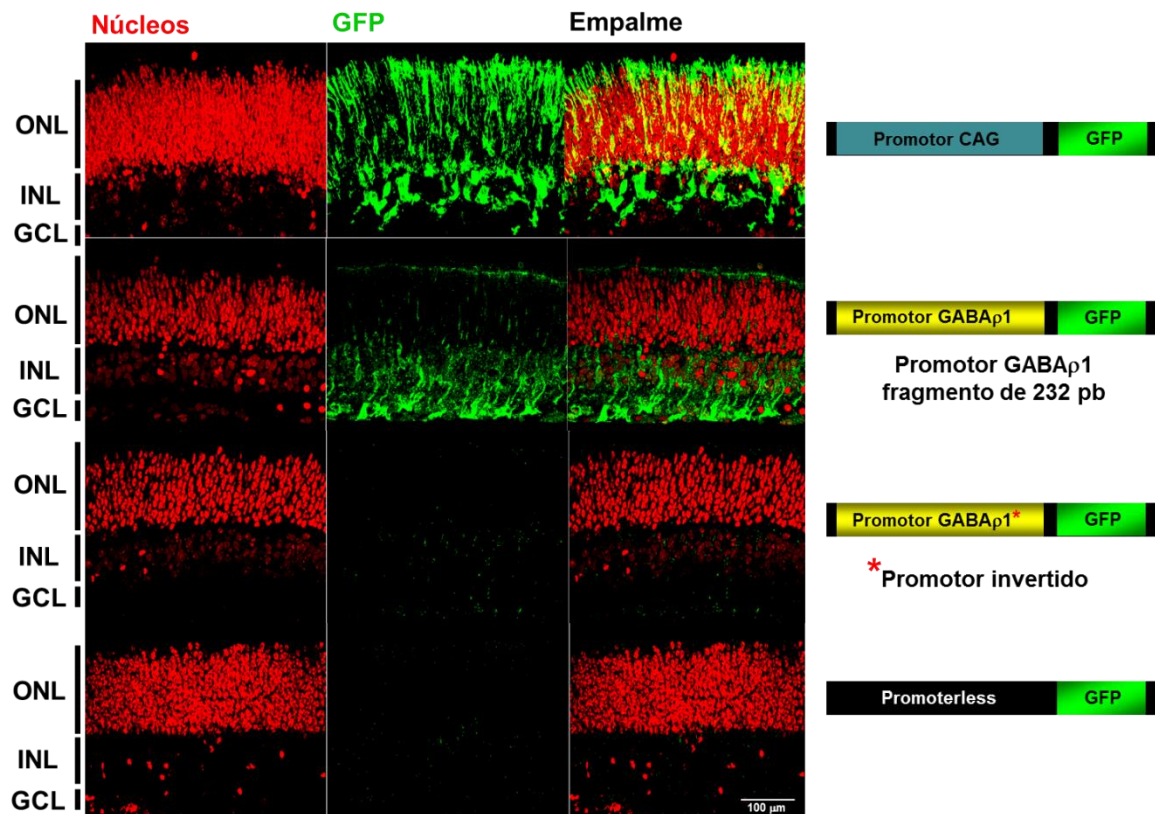 Núcleos GFP Empalme
ONL
INL
GCL
Promotor CAG GFP
ONL
INL
GCL
Promotor GABAρ1 GFP
Promotor GABAρ1
fragmento de 232 pb
ONL
INL
GCL
Promotor GABAρ1* GFP
*Promotor invertido
ONL
INL
GCL
Promoterless GFP
100 μm